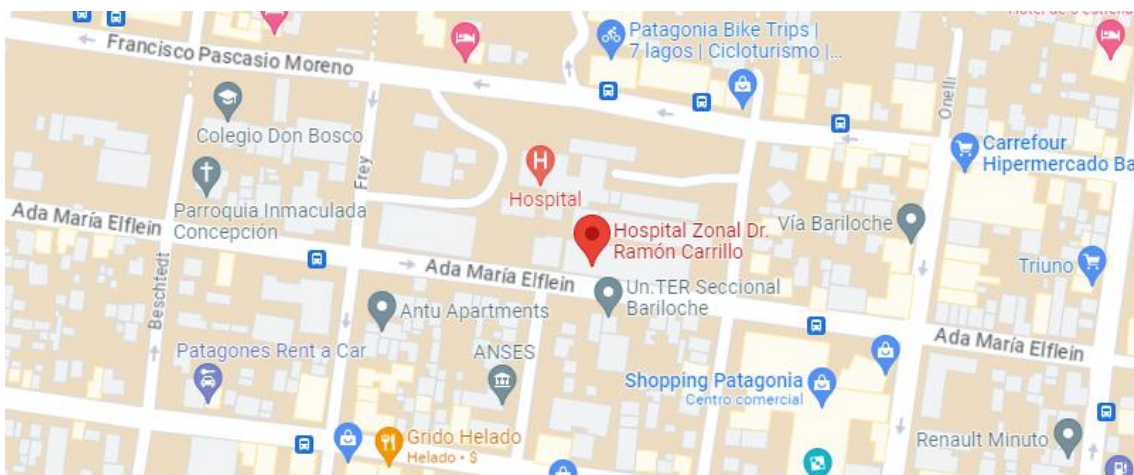 Patagonia Bike Trips |
7 lagos | Cicloturismo |...
Francisco Pascasio Moreno
Onelli
Colegio Don Bosco
Carrefour
Hipermercado Ba
Frey
H
Hospital
Parroquia Inmaculada
Concepción
Ada María Elflein
Vía Bariloche
Hospital Zonal Dr.
Ramón Carrillo
Triuno
Ada María Elflein
Un.TER Seccional
Bariloche
Beschtedt
Antu Apartments
Ada María Elflein
Patagones Rent a Car
ANSES
Shopping Patagonia
Centro comercial
Grido Helado
Helado • $
Renault Minuto